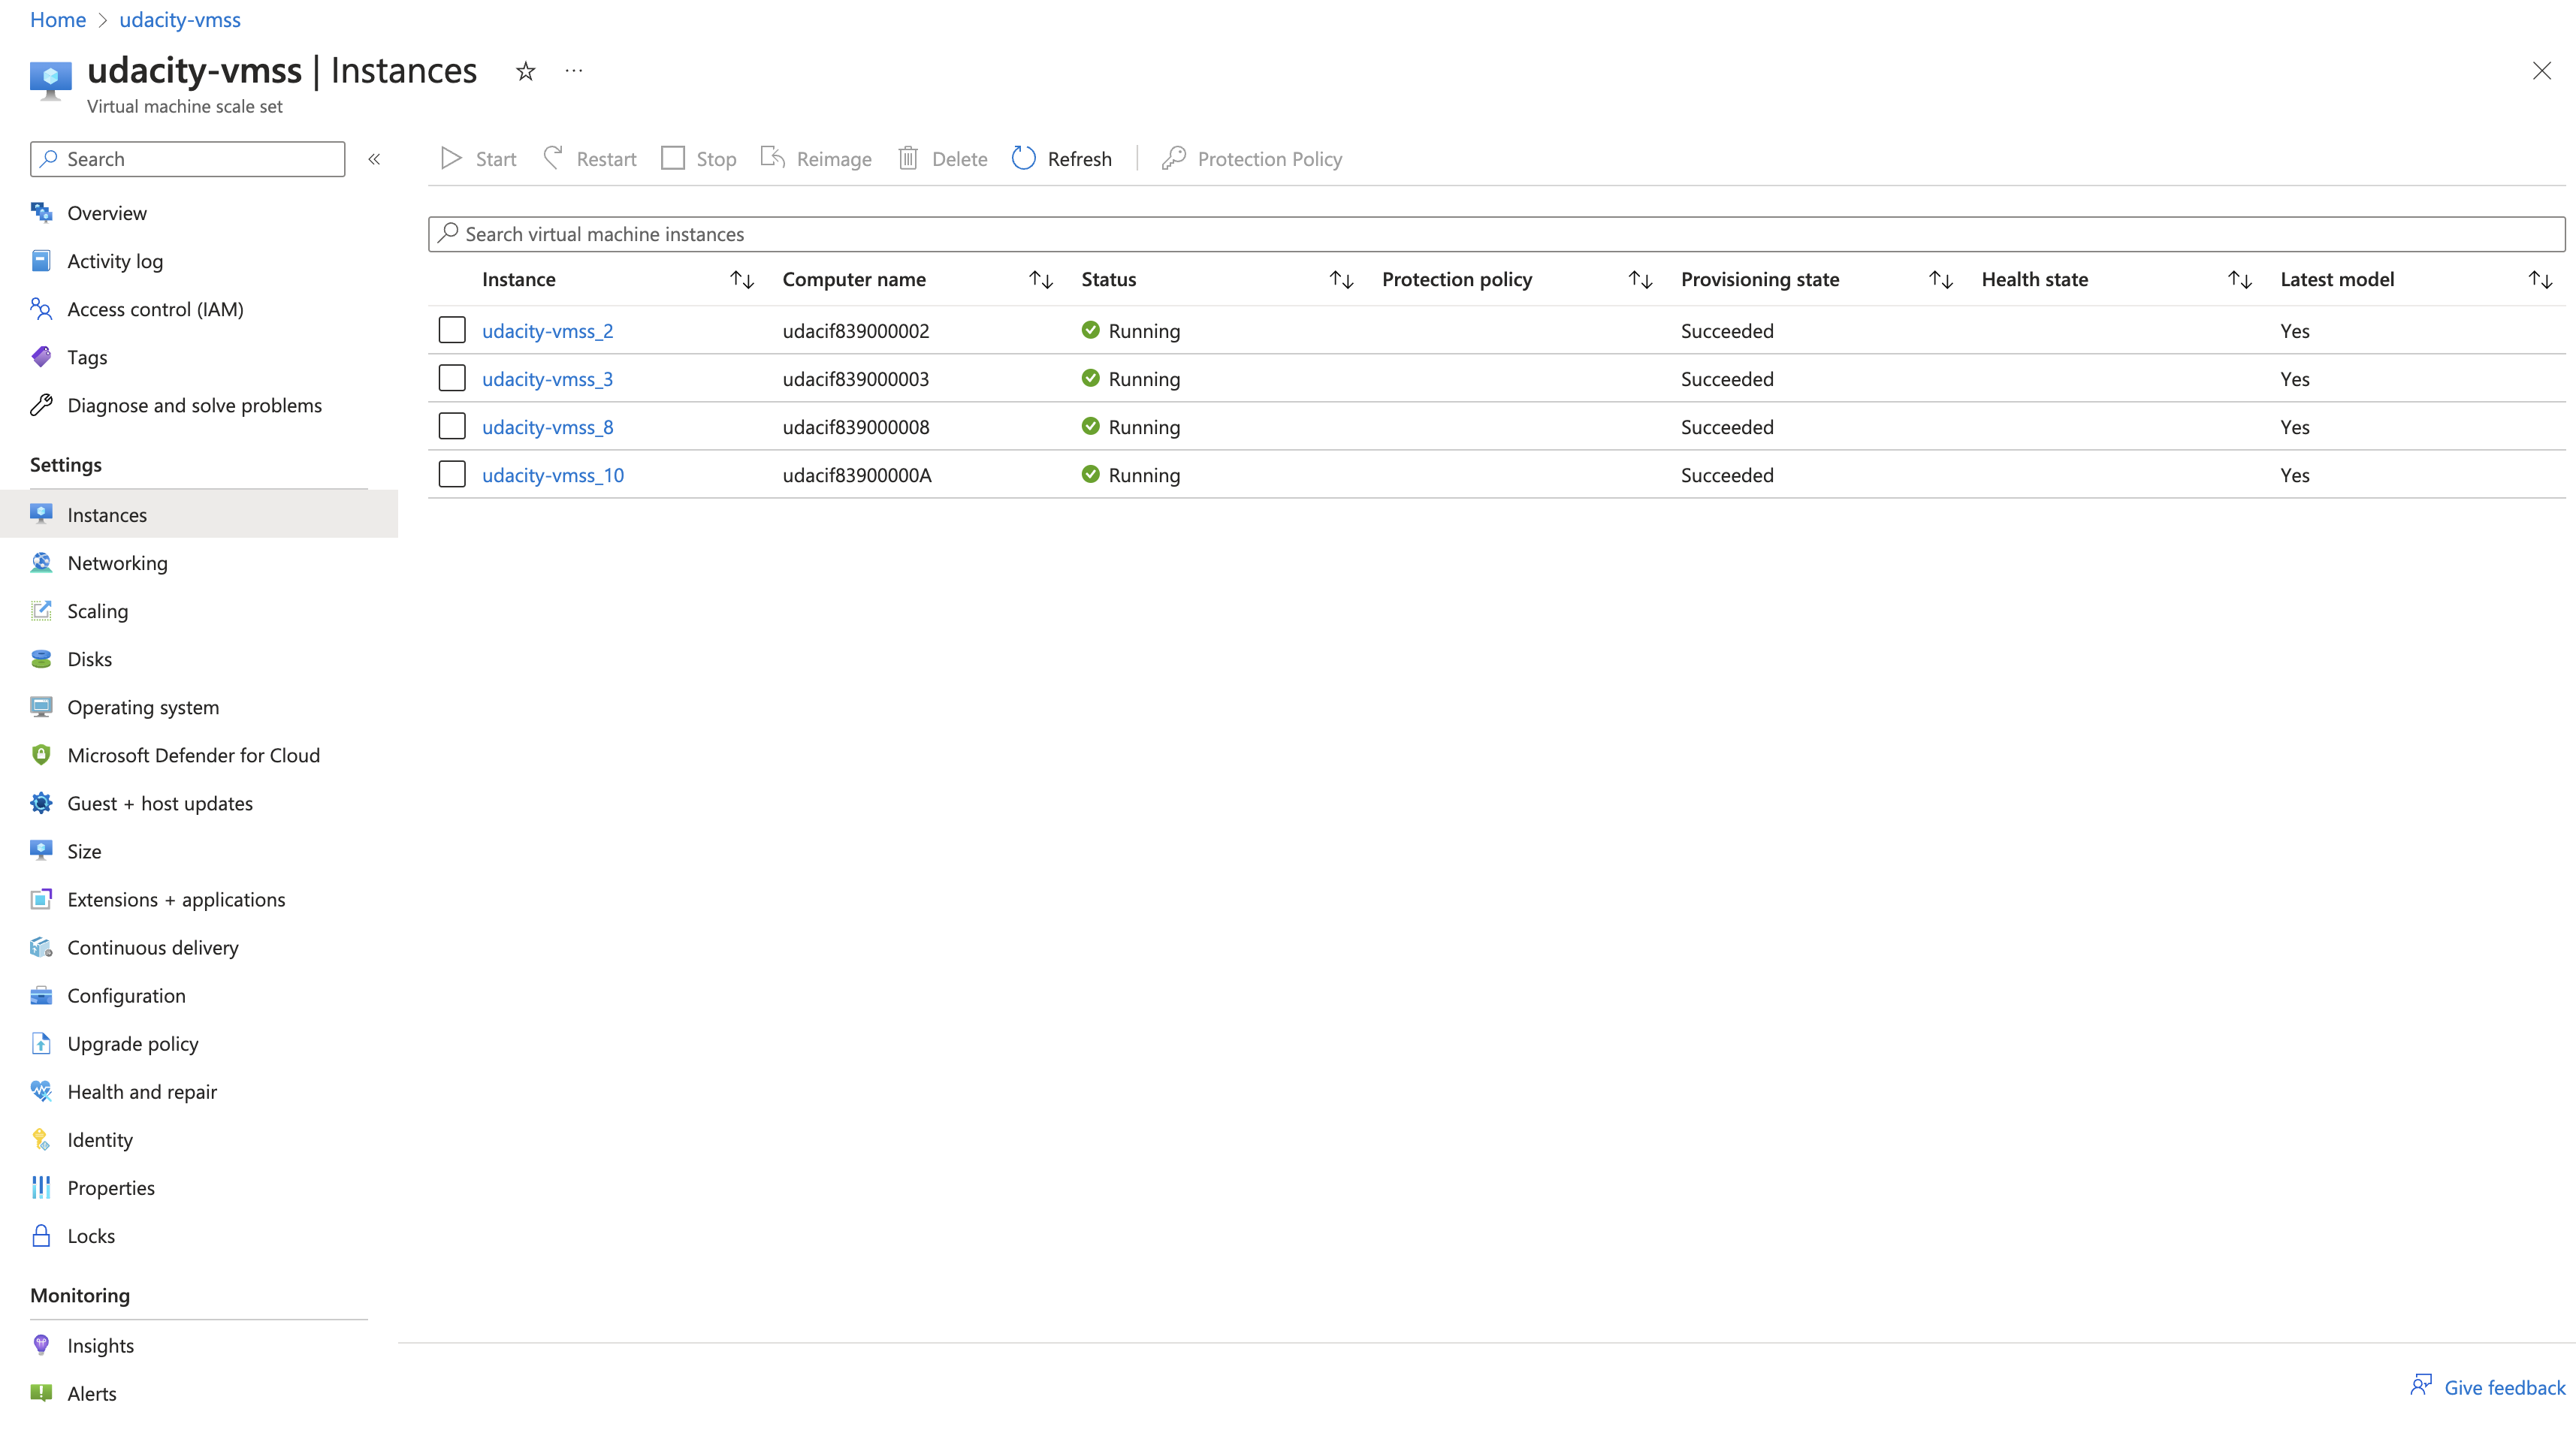 Home > udacity-vmss
udacity-vmss | Instances
Virtual machine scale set
Search
Overview
Activity log
Access control (IAM)
Tags
Diagnose and solve problems
Settings
Instances
Networking
Scaling
Disks
Operating system
Microsoft Defender for Cloud
Guest + host updates
Size
Extensions + applications
Continuous delivery
Configuration
Upgrade policy
Health and repair
Identity
Properties
Locks
Monitoring
Insights
Alerts
Start Restart Stop Reimage Delete Refresh Protection Policy
Search virtual machine instances
Instance Computer name Status Protection policy Provisioning state Health state Latest model
udacity-vmss_2 udacif839000002 Running Succeeded Yes
udacity-vmss_3 udacif839000003 Running Succeeded Yes
udacity-vmss_8 udacif839000008 Running Succeeded Yes
udacity-vmss_10 udacif83900000A Running Succeeded Yes
Give feedback